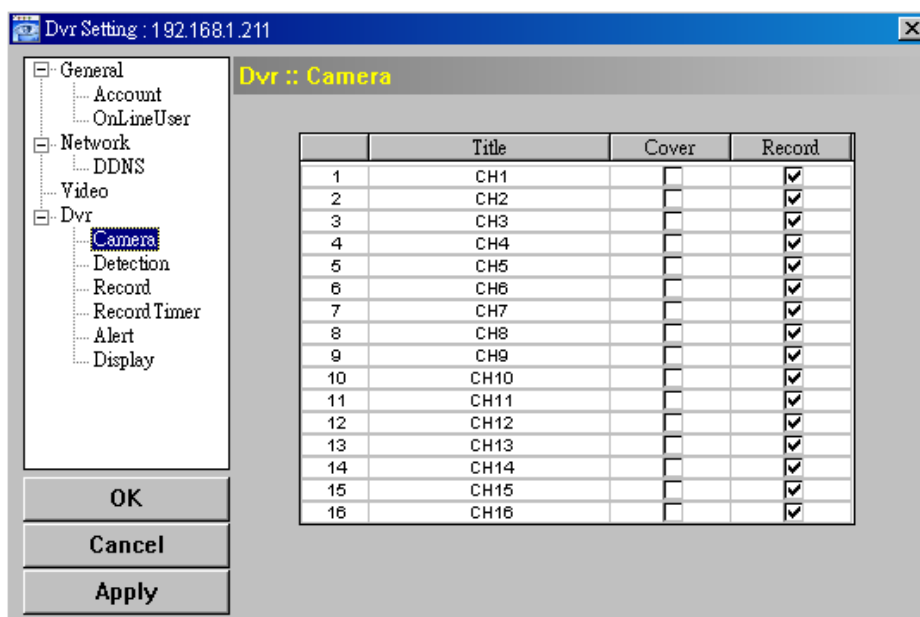 Dvr Setting : 192.168.1.211
General
Account
OnLineUser
Network
DDNS
Video
Dvr
Camera
Detection
Record
Record Timer
Alert
Display
OK
Cancel
Apply
Dvr :: Camera
Title Cover Record
1 CH1
2 CH2
3 CH3
4 CH4
5 CH5
6 CH6
7 CH7
8 CH8
9 CH9
10 CH10
11 CH11
12 CH12
13 CH13
14 CH14
15 CH15
16 CH16